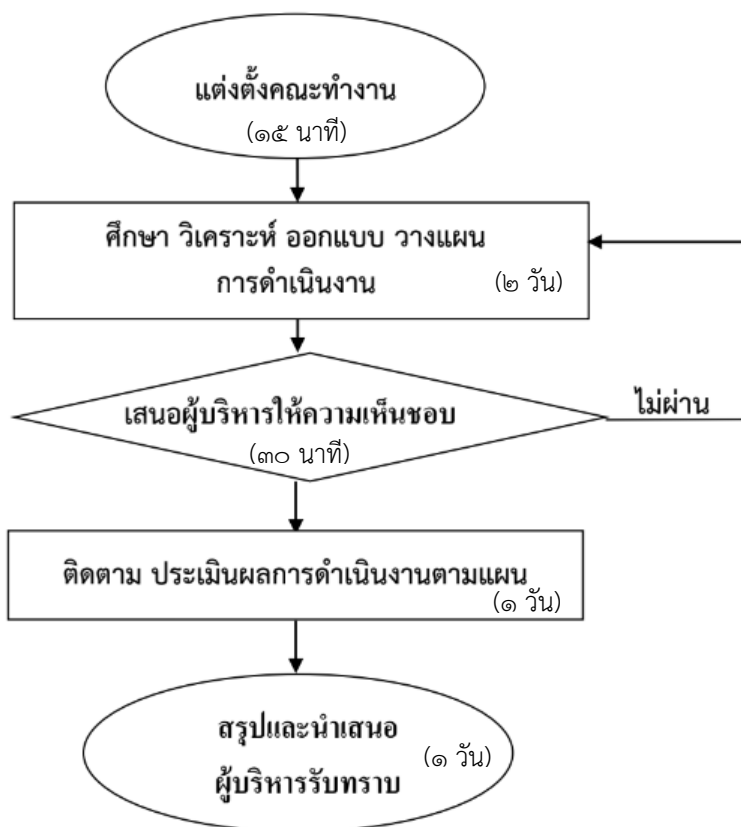 แต่งตั้งคณะทำงาน
(๑๕ นาที)
ศึกษา วิเคราะห์ ออกแบบ วางแผน
การดำเนินงาน (๒ วัน)
เสนอผู้บริหารให้ความเห็นชอบ
(๓๐ นาที)
ไม่ผ่าน
ติดตาม ประเมินผลการดำเนินงานตามแผน
(๑ วัน)
สรุปและนำเสนอ
(๑ วัน)
ผู้บริหารรับทราบ